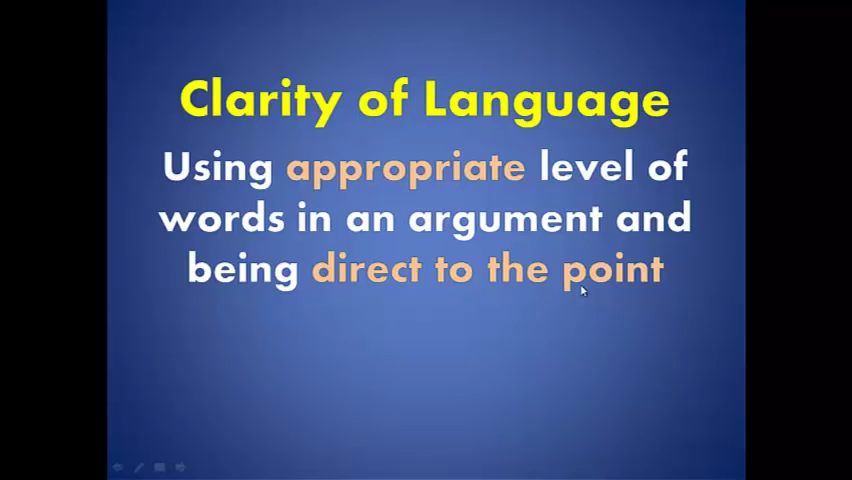 Clarity of Language
Using appropriate level of
words in an argument and
being direct to the point